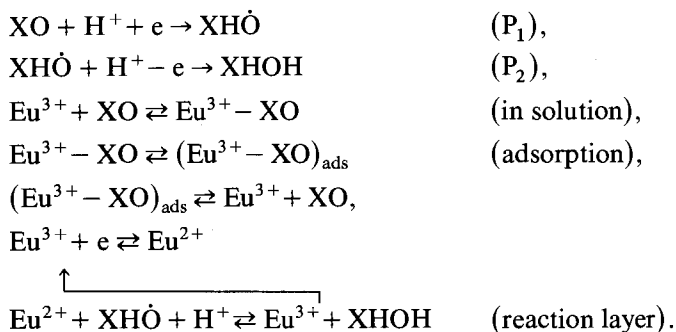 XO + H⁺ + e → XHȮ (P₁),
XHȮ + H⁺ − e → XHOH (P₂),
Eu³⁺ + XO ⇄ Eu³⁺ − XO (in solution),
Eu³⁺ − XO ⇄ (Eu³⁺ − XO)ₐdₛ (adsorption),
(Eu³⁺ − XO)ₐdₛ ⇄ Eu³⁺ + XO,
Eu³⁺ + e ⇄ Eu²⁺
Eu²⁺ + XHȮ + H⁺ ⇄ Eu³⁺ + XHOH (reaction layer).